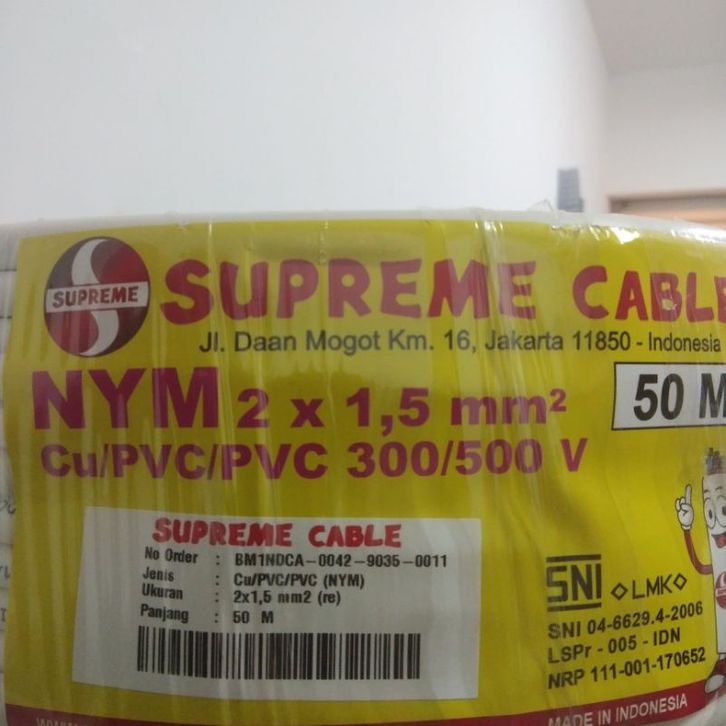 SUPREME
SUPREME CABLE
Jl. Daan Mogot Km. 16, Jakarta 11850 - Indonesia
NYM 2 x 1,5 mm²
50 M
Cu/PVC/PVC 300/500 V
SUPREME CABLE
No Order : BM1NDCA-0042-9035-0011
Jenis : Cu/PVC/PVC (NYM)
Ukuran : 2x1,5 mm2 (re)
Panjang : 50 M
SNI LMK
SNI 04-6629.4-2006
LSPr - 005 - IDN
NRP 111-001-170652
MADE IN INDONESIA